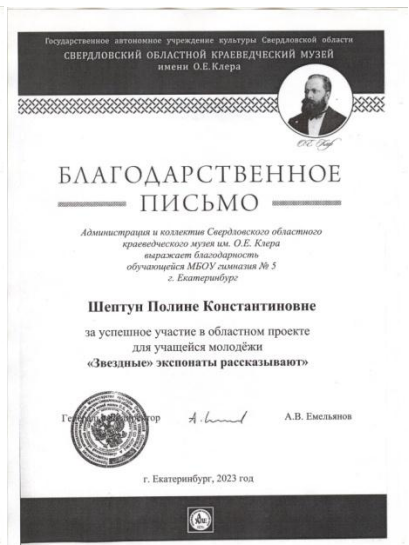 Государственное автономное учреждение культуры Свердловской области
СВЕРДЛОВСКИЙ ОБЛАСТНОЙ КРАЕВЕДЧЕСКИЙ МУЗЕЙ
имени О.Е.Клера
БЛАГОДАРСТВЕННОЕ
ПИСЬМО
Администрация и коллектив Свердловского областного
краеведческого музея им. О.Е. Клера
выражает благодарность
обучающейся МБОУ гимназия № 5
г. Екатеринбург
Шептун Полине Константиновне
за успешное участие в областном проекте
для учащейся молодёжи
«Звездные» экспонаты рассказывают»
Генеральный директор
А.В. Емельянов
г. Екатеринбург, 2023 год